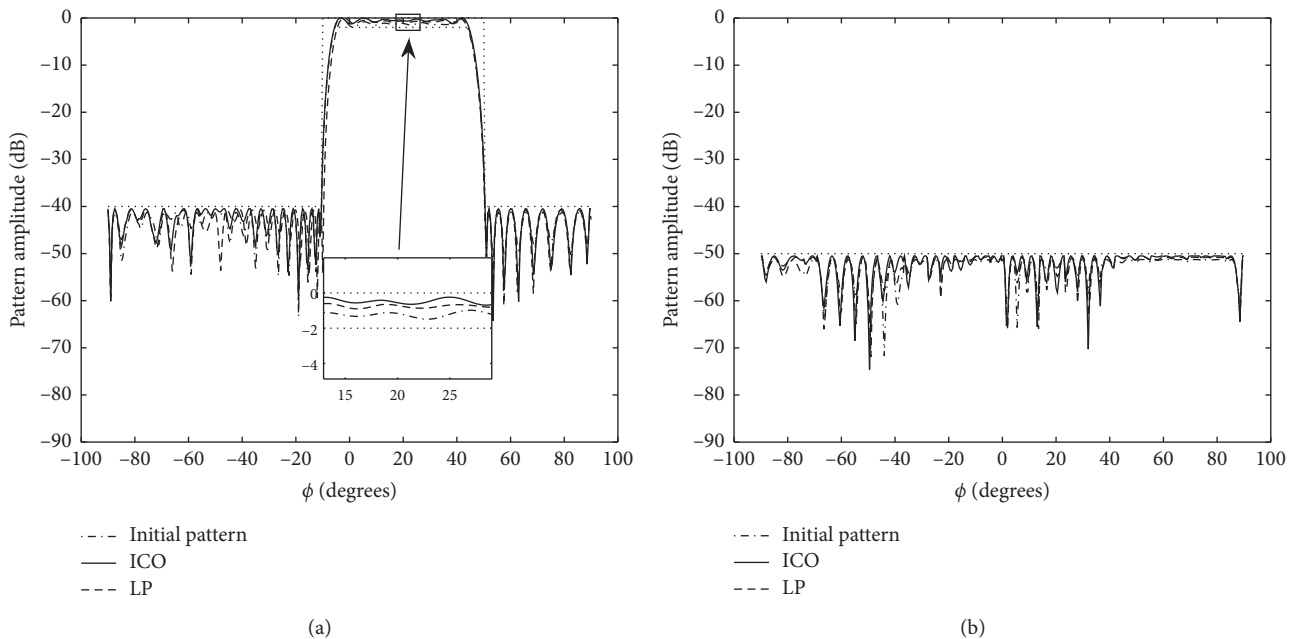 0
−10
−20
−30
−40
−50
−60
−70
−80
−90
Pattern amplitude (dB)
0
−2
−4
15 20 25
−100 −80 −60 −40 −20 0 20 40 60 80 100
ϕ (degrees)
Initial pattern
ICO
LP
(a)
0
−10
−20
−30
−40
−50
−60
−70
−80
−90
Pattern amplitude (dB)
−100 −80 −60 −40 −20 0 20 40 60 80 100
ϕ (degrees)
Initial pattern
ICO
LP
(b)